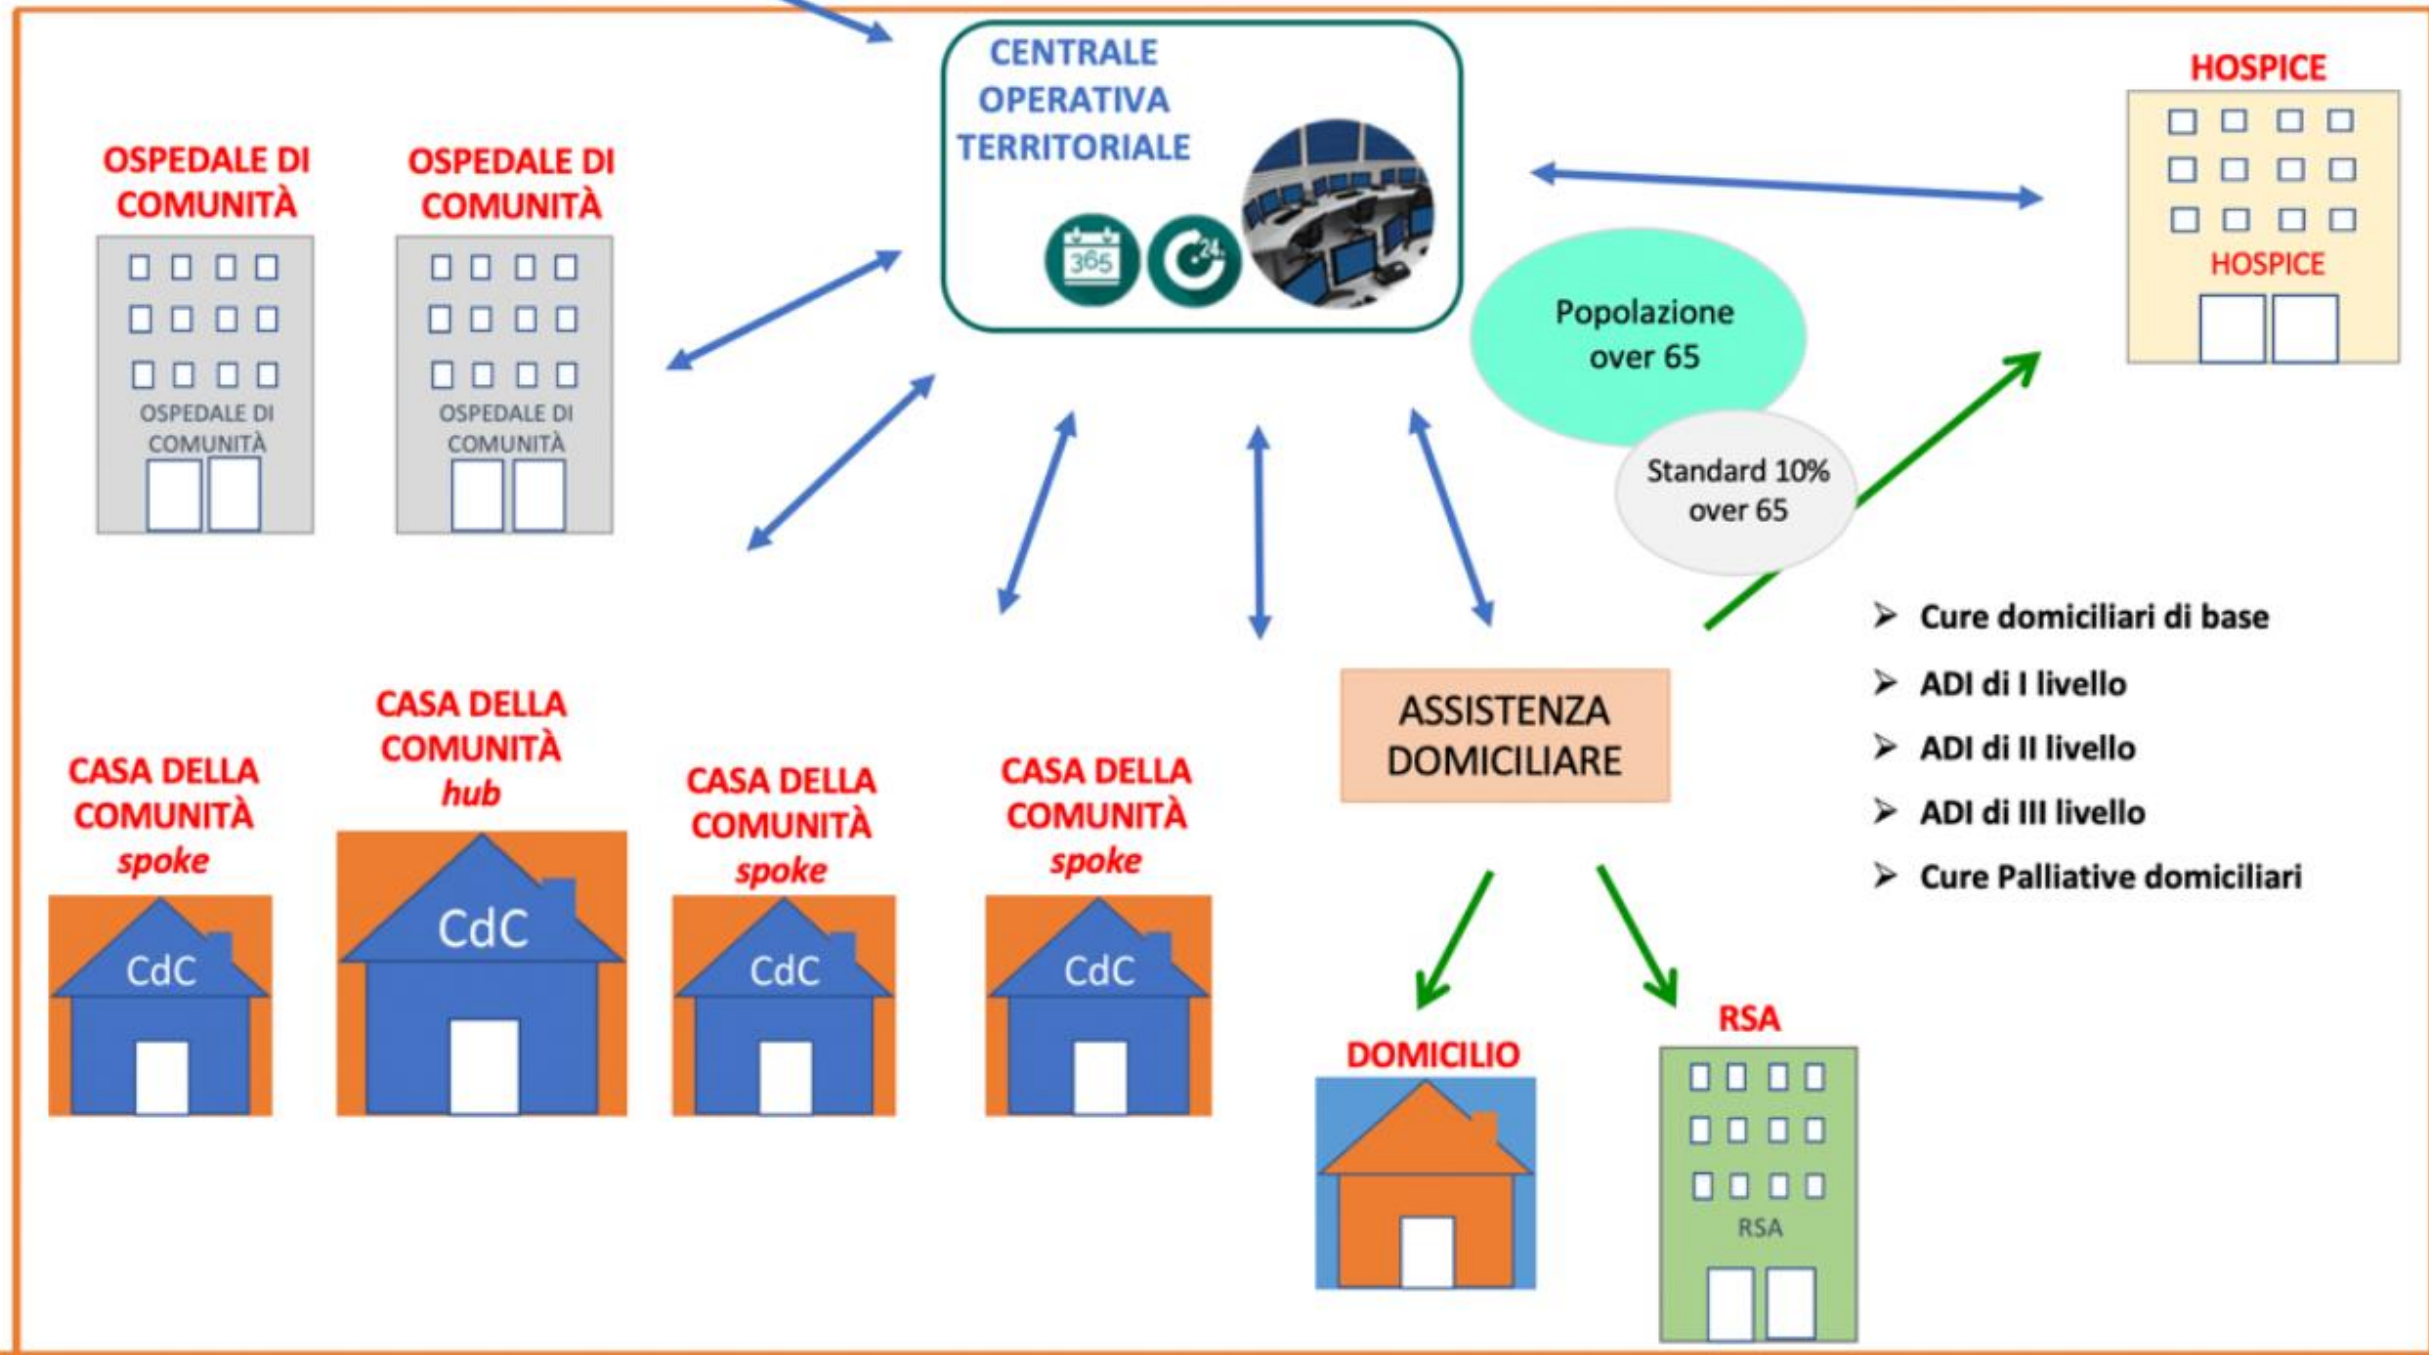 CENTRALE
OPERATIVA
TERRITORIALE
365
24h
HOSPICE
HOSPICE
OSPEDALE DI
COMUNITÀ
OSPEDALE DI
COMUNITÀ
OSPEDALE DI
COMUNITÀ
OSPEDALE DI
COMUNITÀ
Popolazione
over 65
Standard 10%
over 65
Cure domiciliari di base
ADI di I livello
ADI di II livello
ADI di III livello
Cure Palliative domiciliari
ASSISTENZA
DOMICILIARE
CASA DELLA
COMUNITÀ
spoke
CdC
CASA DELLA
COMUNITÀ
hub
CdC
CASA DELLA
COMUNITÀ
spoke
CdC
CASA DELLA
COMUNITÀ
spoke
CdC
DOMICILIO
RSA
RSA